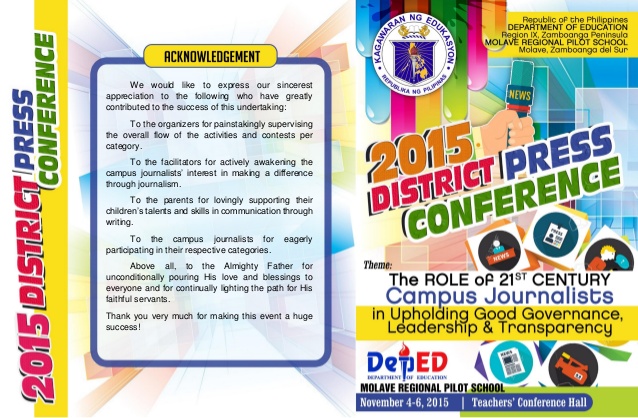 2015 DISTRICT PRESS
CONFERENCE
ACKNOWLEDGEMENT
We would like to express our sincerest
appreciation to the following who have greatly
contributed to the success of this undertaking:
To the organizers for painstakingly supervising
the overall flow of the activities and contests per
category.
To the facilitators for actively awakening the
campus journalists' interest in making a difference
through journalism.
To the parents for lovingly supporting their
children's talents and skills in communication through
writing.
To the campus journalists for eagerly
participating in their respective categories.
Above all, to the Almighty Father for
unconditionally pouring His love and blessings to
everyone and for continually lighting the path for His
faithful servants.
Thank you very much for making this event a huge
success!
KAGAWARAN NG EDUKASYON
REPUBLIKA NG PILIPINAS
Republic of the Philippines
DEPARTMENT OF EDUCATION
Region IX, Zamboanga Peninsula
MOLAVE REGIONAL PILOT SCHOOL
Molave, Zamboanga del Sur
NEWS
2015
DISTRICT PRESS
CONFERENCE
PRESS
NEWS
Theme:
The ROLE of 21ST CENTURY
Campus Journalists
in Upholding Good Governance,
Leadership & Transparency
DepED
DEPARTMENT OF EDUCATION
NEWS
MOLAVE REGIONAL PILOT SCHOOL
November 4-6, 2015 | Teachers' Conference Hall